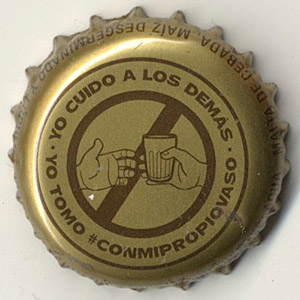 YO CUIDO A LOS DEMÁS ·
YO TOMO #CONMIPROPIOVASO ·
MALTA DE CEBADA, MAÍZ DESGERMINADO